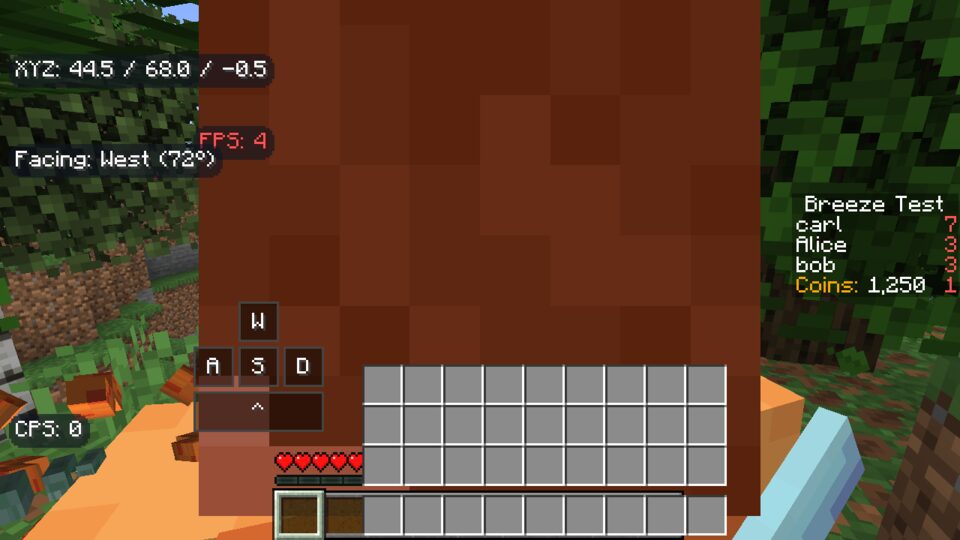 XYZ: 44.5 / 68.0 / -0.5
FPS: 4
Facing: West (72°)
Breeze Test
carl 7
Alice 3
bob 3
Coins: 1,250 1
W
A S D
^
CPS: 0